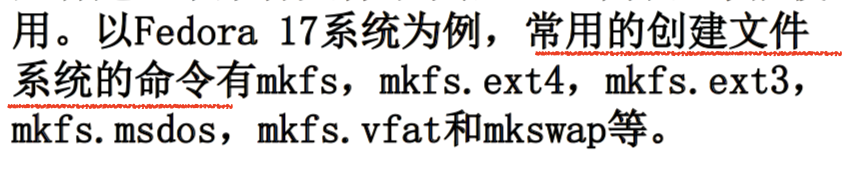 用。以Fedora 17系统为例，常用的创建文件
系统的命令有mkfs，mkfs.ext4，mkfs.ext3，
mkfs.msdos，mkfs.vfat和mkswap等。